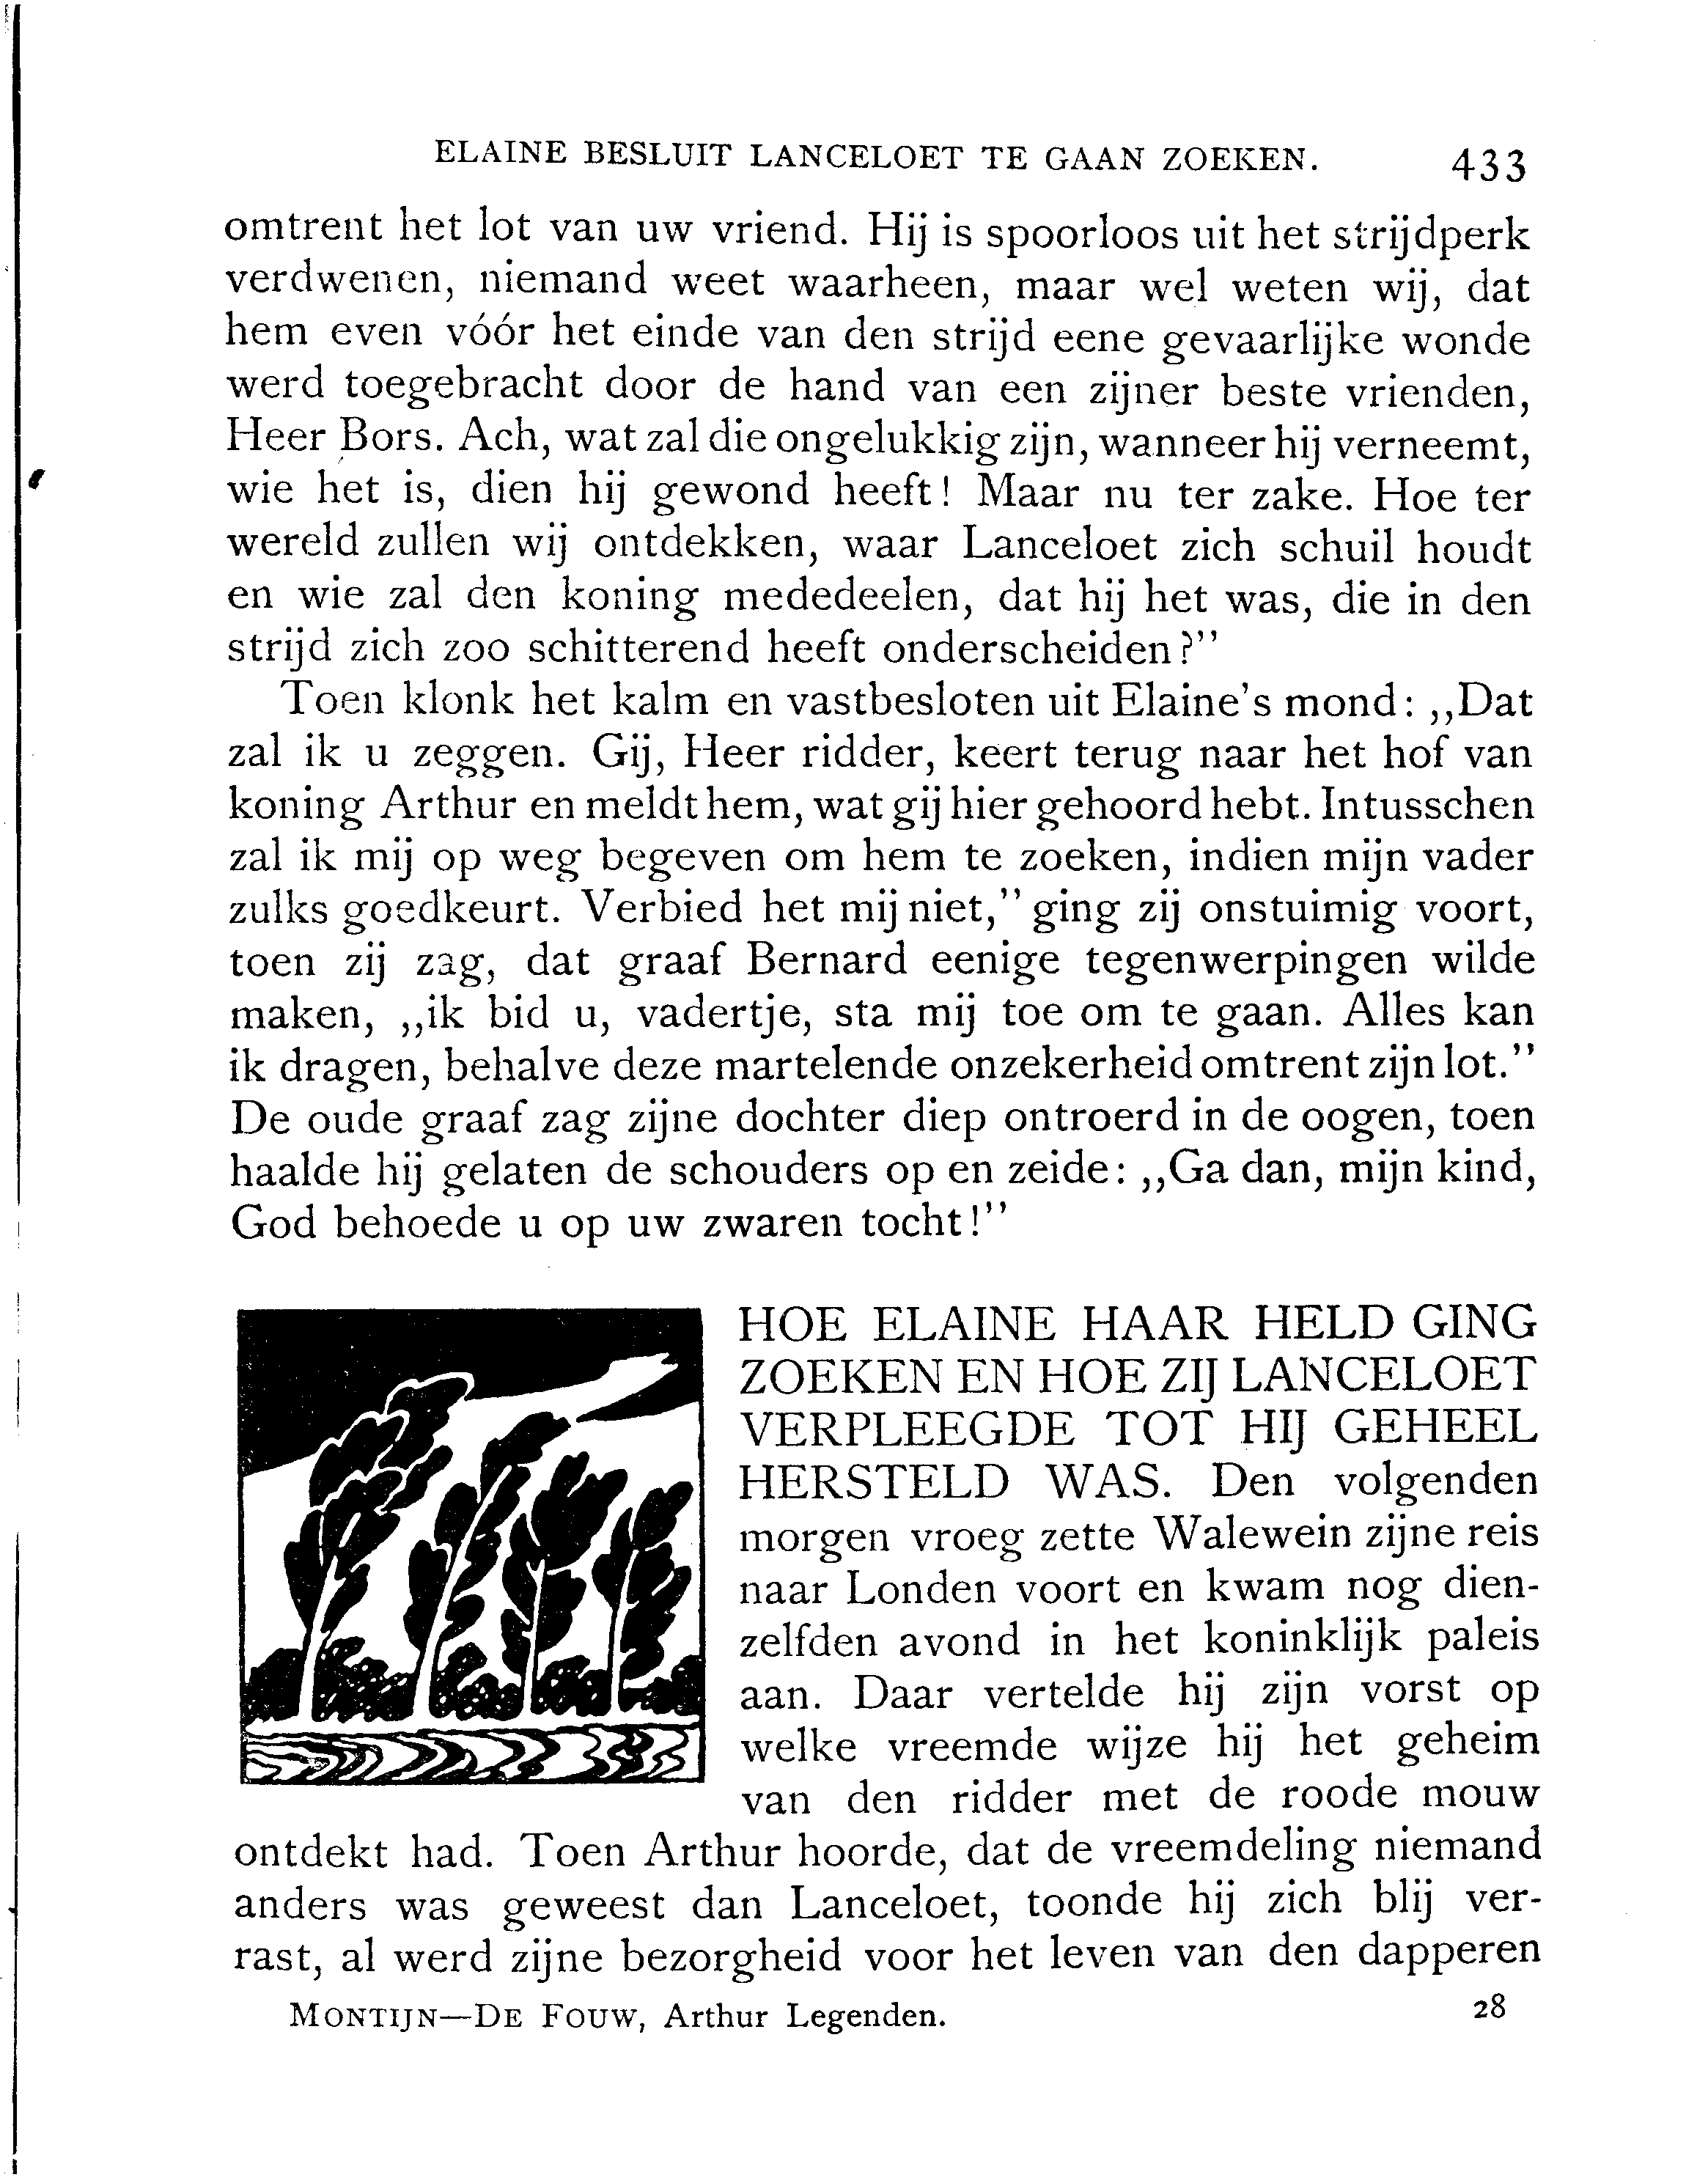 ELAINE BESLUIT LANCELOET TE GAAN ZOEKEN. 433
omtrent het lot van uw vriend. Hij is spoorloos uit het strijdperk
verdwenen, niemand weet waarheen, maar wel weten wij, dat
hem even vóór het einde van den strijd eene gevaarlijke wonde
werd toegebracht door de hand van een zijner beste vrienden,
Heer Bors. Ach, wat zal die ongelukkig zijn, wanneer hij verneemt,
wie het is, dien hij gewond heeft! Maar nu ter zake. Hoe ter
wereld zullen wij ontdekken, waar Lanceloet zich schuil houdt
en wie zal den koning mededeelen, dat hij het was, die in den
strijd zich zoo schitterend heeft onderscheiden?”
Toen klonk het kalm en vastbesloten uit Elaine's mond: „Dat
zal ik u zeggen. Gij, Heer ridder, keert terug naar het hof van
koning Arthur en meldt hem, wat gij hier gehoord hebt. Intusschen
zal ik mij op weg begeven om hem te zoeken, indien mijn vader
zulks goedkeurt. Verbied het mij niet,” ging zij onstuimig voort,
toen zij zag, dat graaf Bernard eenige tegenwerpingen wilde
maken, „ik bid u, vadertje, sta mij toe om te gaan. Alles kan
ik dragen, behalve deze martelende onzekerheid omtrent zijn lot.”
De oude graaf zag zijne dochter diep ontroerd in de oogen, toen
haalde hij gelaten de schouders op en zeide: „Ga dan, mijn kind,
God behoede u op uw zwaren tocht!”
HOE ELAINE HAAR HELD GING
ZOEKEN EN HOE ZIJ LANCELOET
VERPLEEGDE TOT HIJ GEHEEL
HERSTELD WAS. Den volgenden
morgen vroeg zette Walewein zijne reis
naar Londen voort en kwam nog dien-
zelfden avond in het koninklijk paleis
aan. Daar vertelde hij zijn vorst op
welke vreemde wijze hij het geheim
van den ridder met de roode mouw
ontdekt had. Toen Arthur hoorde, dat de vreemdeling niemand
anders was geweest dan Lanceloet, toonde hij zich blij ver-
rast, al werd zijne bezorgheid voor het leven van den dapperen
MONTIJN—DE FOUW, Arthur Legenden. 28